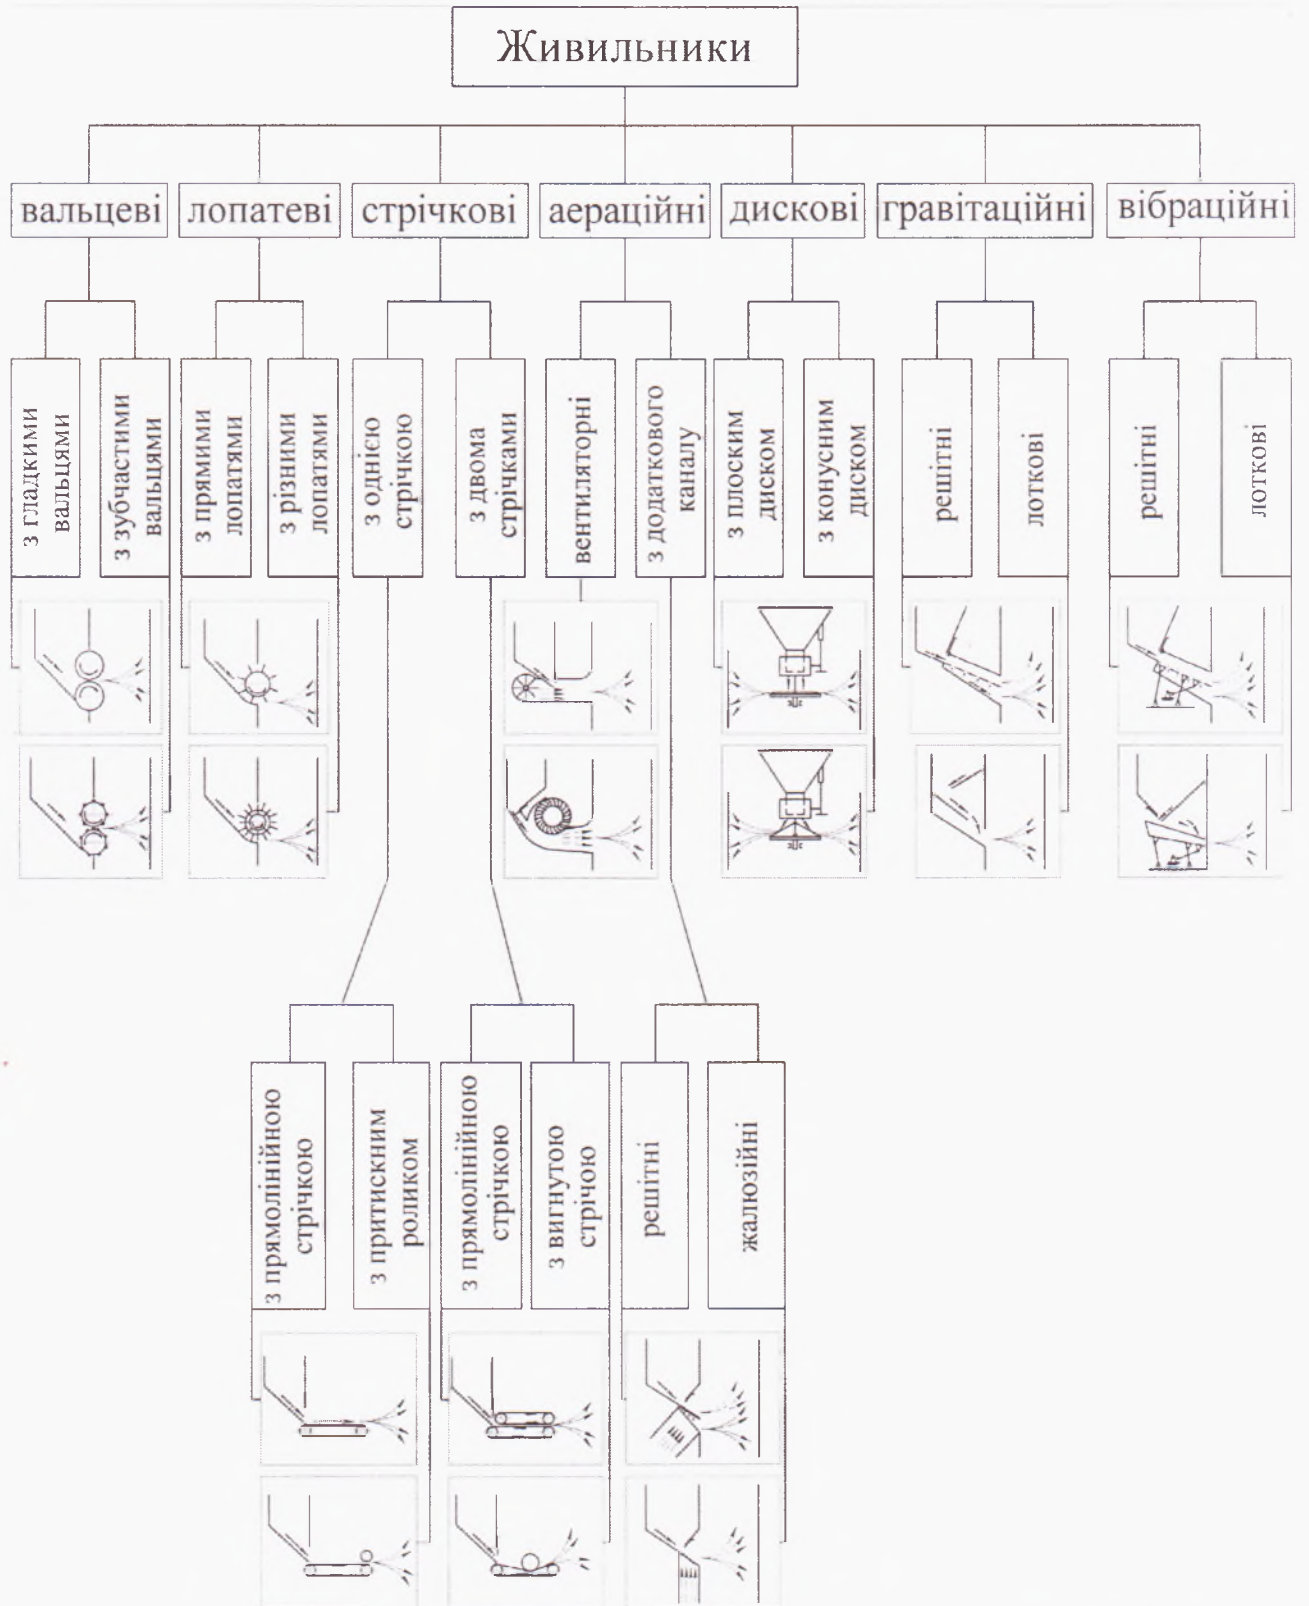 Живильники
вальцеві
лопатеві
стрічкові
аераційні
дискові
гравітаційні
вібраційні
з гладкими
вальцями
з зубчастими
вальцями
з прямими
лопатями
з різними
лопатями
з однією
стрічкою
з двома
стрічками
вентиляторні
з додаткового
каналу
з плоским
диском
з конусним
диском
решітні
лоткові
решітні
лоткові
з прямолінійною
стрічкою
з притискним
роликом
з прямолінійною
стрічкою
з вигнутою
стрічою
решітні
жалюзійні